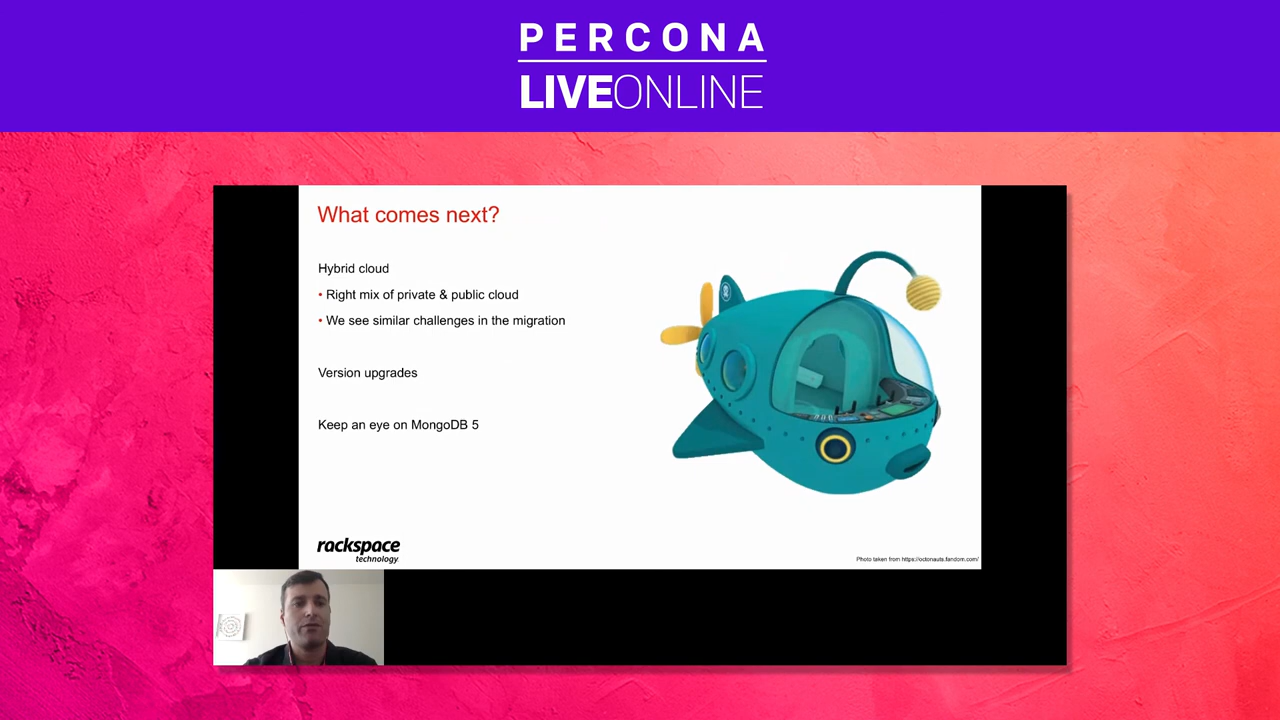 PERCONA
LIVEONLINE
What comes next?
Hybrid cloud
• Right mix of private & public cloud
• We see similar challenges in the migration
Version upgrades
Keep an eye on MongoDB 5
rackspace
technology
Photo taken from https://octonauts.fandom.com/